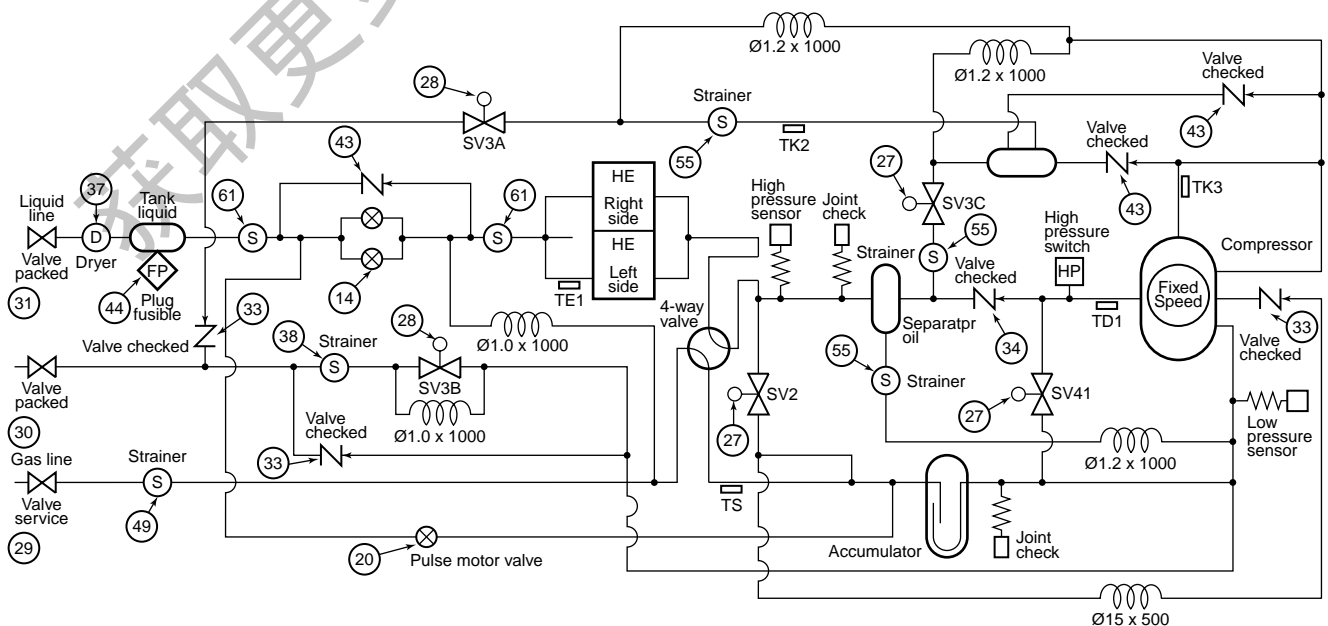 获取更多
Ø1.2 x 1000
Ø1.2 x 1000
Valve
checked
43
28
SV3A
Strainer
S
55
TK2
Valve
checked
43
TK3
43
27
SV3C
37
Liquid
line
D
Dryer
Valve
packed
31
Tank
liquid
FP
44
Plug
fusible
61
S
14
61
S
HE
Right
side
HE
Left
side
TE1
High
pressure
sensor
Joint
check
Strainer
S
55
Valve
checked
34
High
pressure
switch
HP
TD1
Compressor
Fixed
Speed
33
Valve
checked
33
Valve checked
38
Strainer
S
28
SV3B
Ø1.0 x 1000
Ø1.0 x 1000
4-way
valve
Separatpr
oil
55
S
Strainer
SV2
27
27
SV41
Low
pressure
sensor
Valve
packed
30
Valve
checked
33
Ø1.2 x 1000
Gas line
Valve
service
29
Strainer
S
49
TS
20
Pulse motor valve
Accumulator
Joint
check
Ø15 x 500